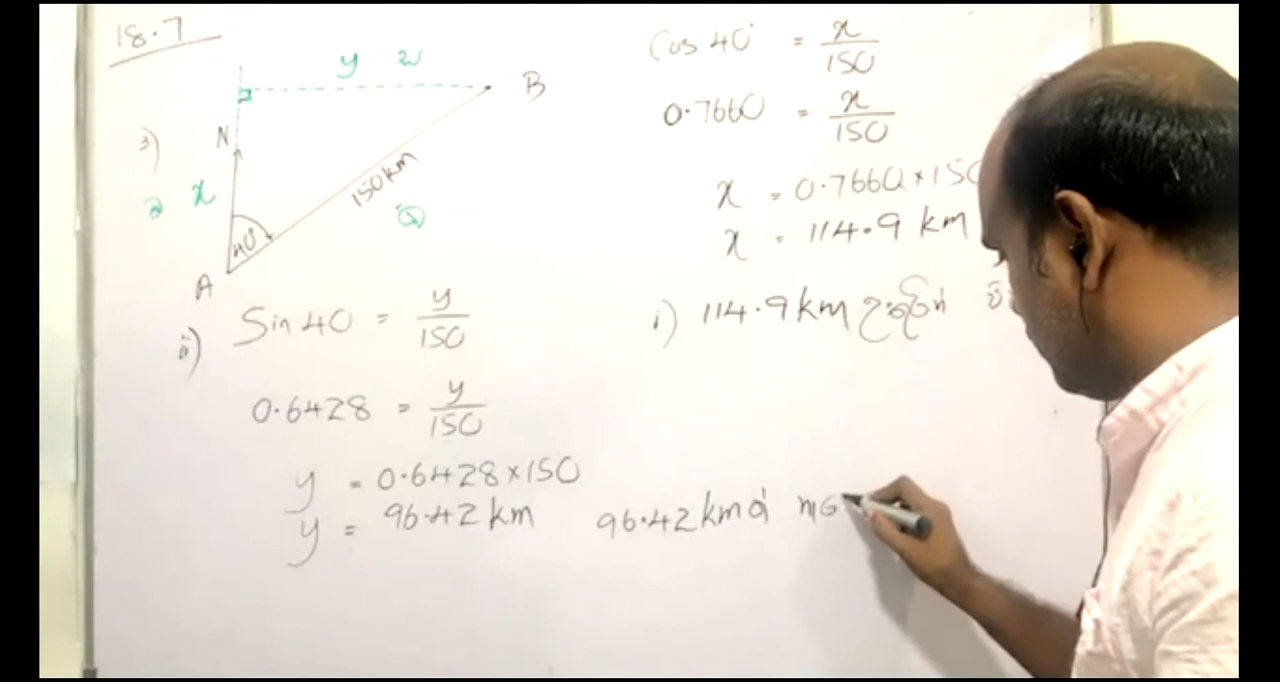 18.7
3)
y
B
N
x
150km
40°
A
ii) Sin 40 = y/150
0.6428 = y/150
y = 0.6428×150
y = 96.42 km
96.42 km
Cos 40° = x/150
0.7660 = x/150
x = 0.7660×150
x = 114.9 km
i) 114.9 km